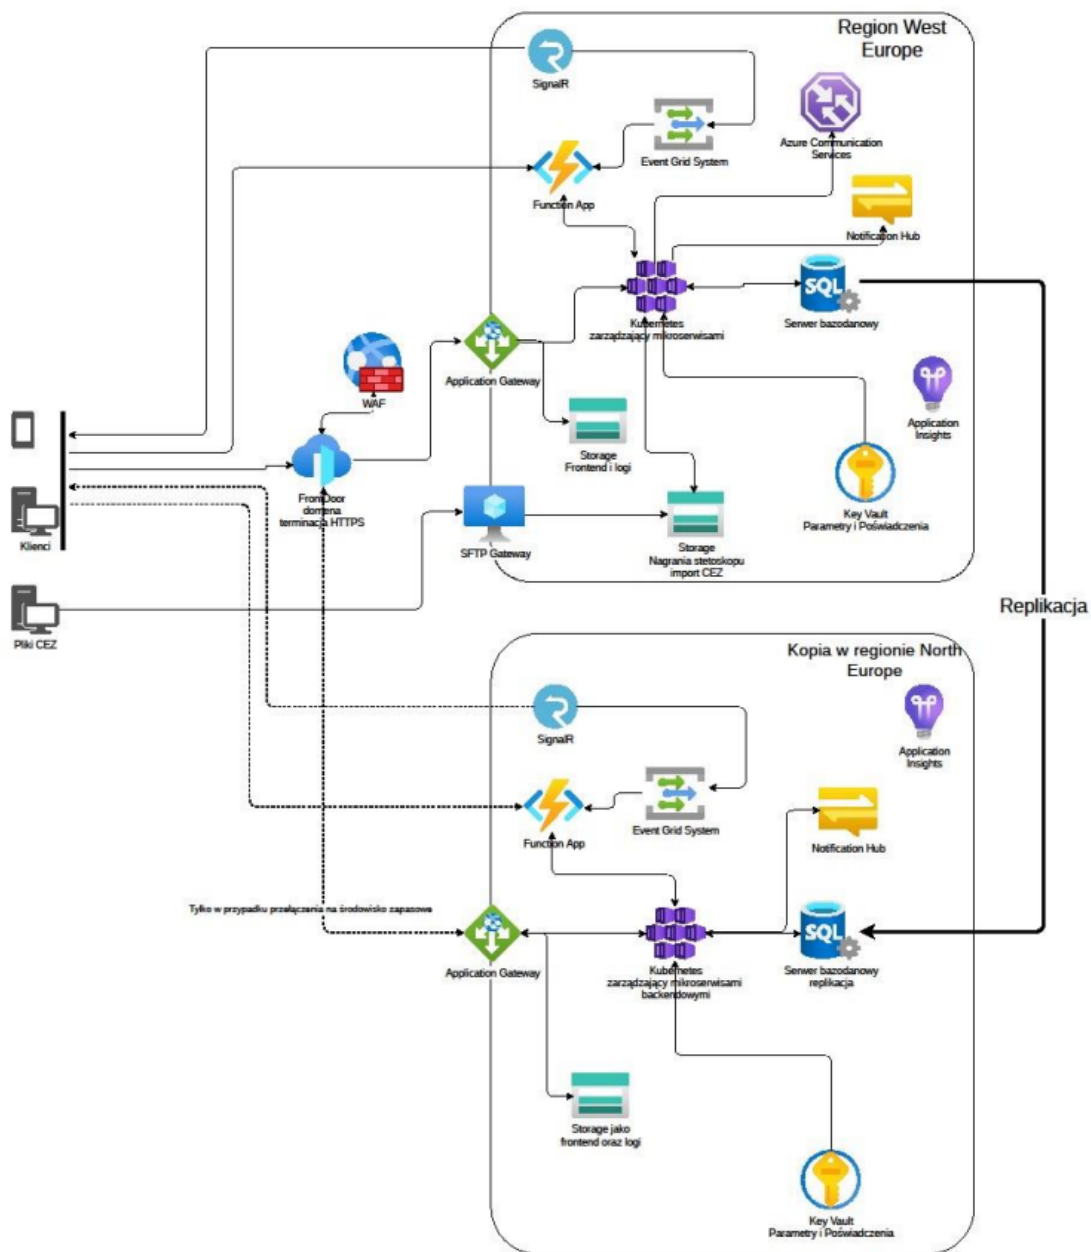 Region West
Europe
SignalR
Azure Communication
Services
Event Grid System
Function App
Notification Hub
Kubernetes
zarządzający mikroserwisami
Serwer bazodanowy
Application Gateway
WAF
Application
Insights
Storage
Frontend i logi
FrontDoor
domena
terminacja HTTPS
Key Vault
Parametry i Poświadczenia
Klienci
SFTP Gateway
Storage
Nagrania stetoskopu
import CEZ
Pliki CEZ
Replikacja
Kopia w regionie North
Europe
SignalR
Application
Insights
Event Grid System
Function App
Notification Hub
Tylko w przypadku przełączenia na środowisko zapasowe
Application Gateway
Kubernetes
zarządzający mikroserwisami
backendowymi
Serwer bazodanowy
replikacja
Storage jako
frontend oraz logi
Key Vault
Parametry i Poświadczenia
SQL
SQL